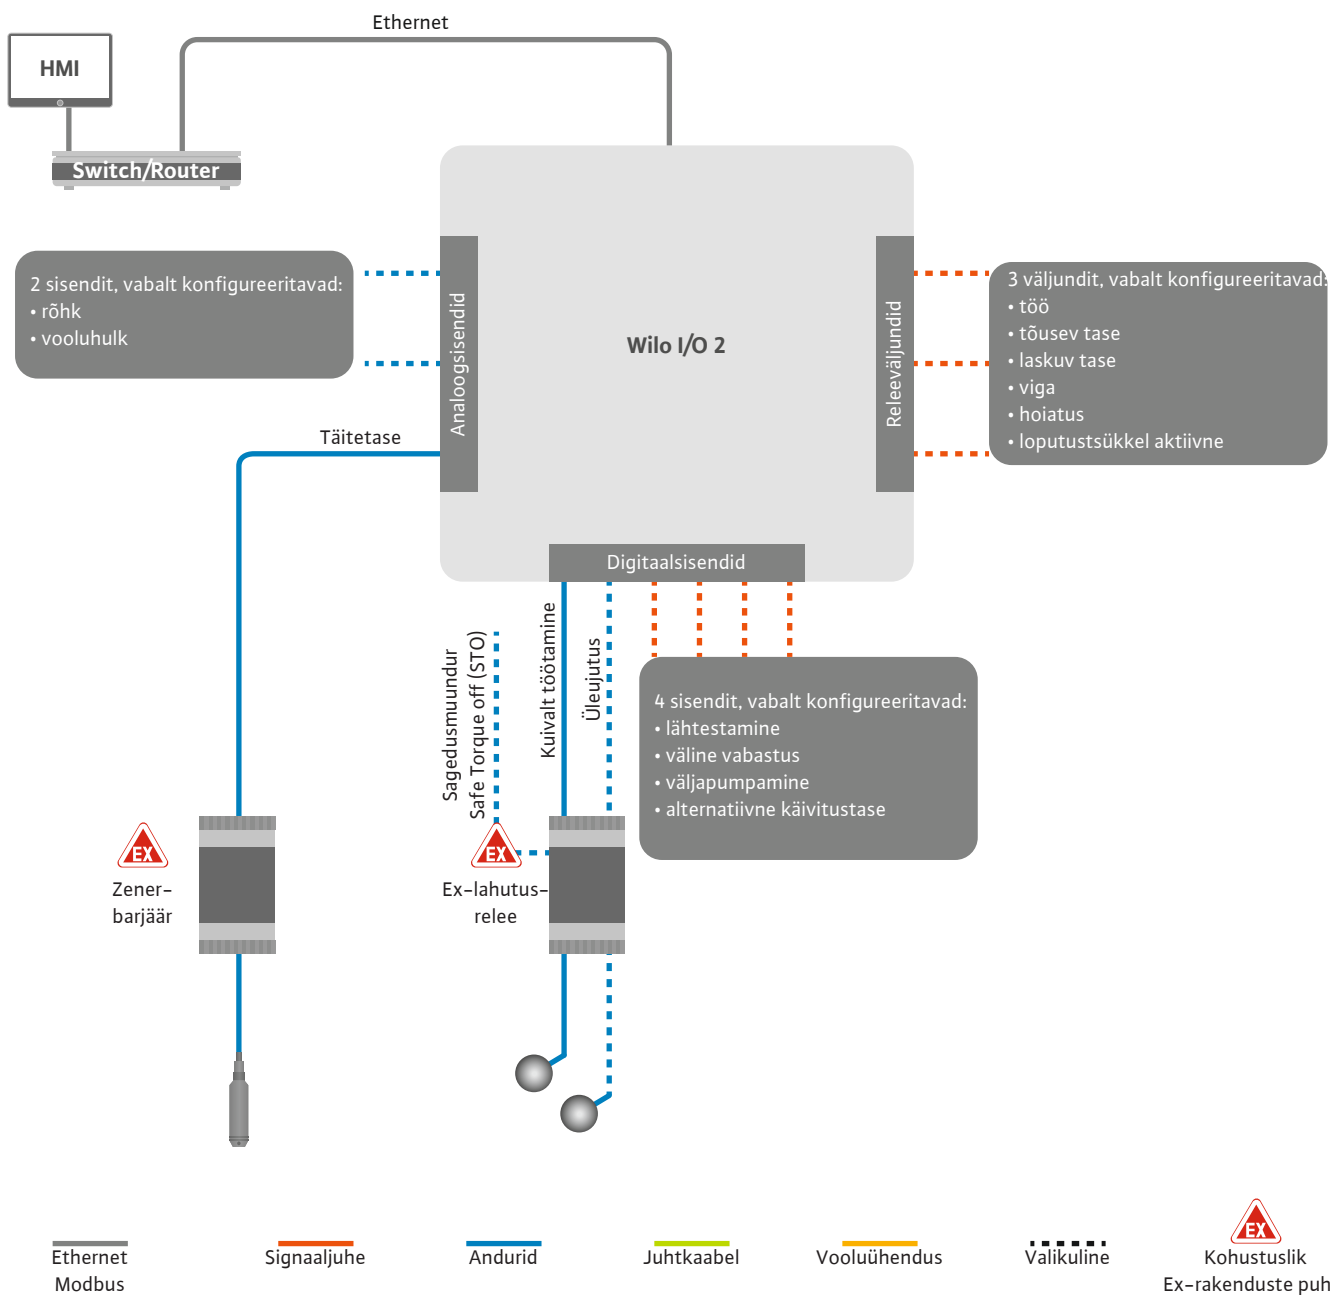 Ethernet
HMI
Switch/Router
2 sisendit, vabalt konfigureeritavad:
• rõhk
• vooluhulk
Analoogsisendid
Wilo I/O 2
Releeväljundid
3 väljundit, vabalt konfigureeritavad:
• töö
• tõusev tase
• laskuv tase
• viga
• hoiatus
• loputustsükkel aktiivne
Täitetase
Digitaalsisendid
Sagedusmuundur
Safe Torque off (STO)
Kuivalt töötamine
Üleujutus
4 sisendit, vabalt konfigureeritavad:
• lähtestamine
• väline vabastus
• väljapumpamine
• alternatiivne käivitustase
EX
Zener-
barjäär
EX
Ex-lahutus-
relee
Ethernet
Modbus
Signaaljuhe
Andurid
Juhtkaabel
Vooluühendus
Valikuline
EX
Kohustuslik
Ex-rakenduste puh